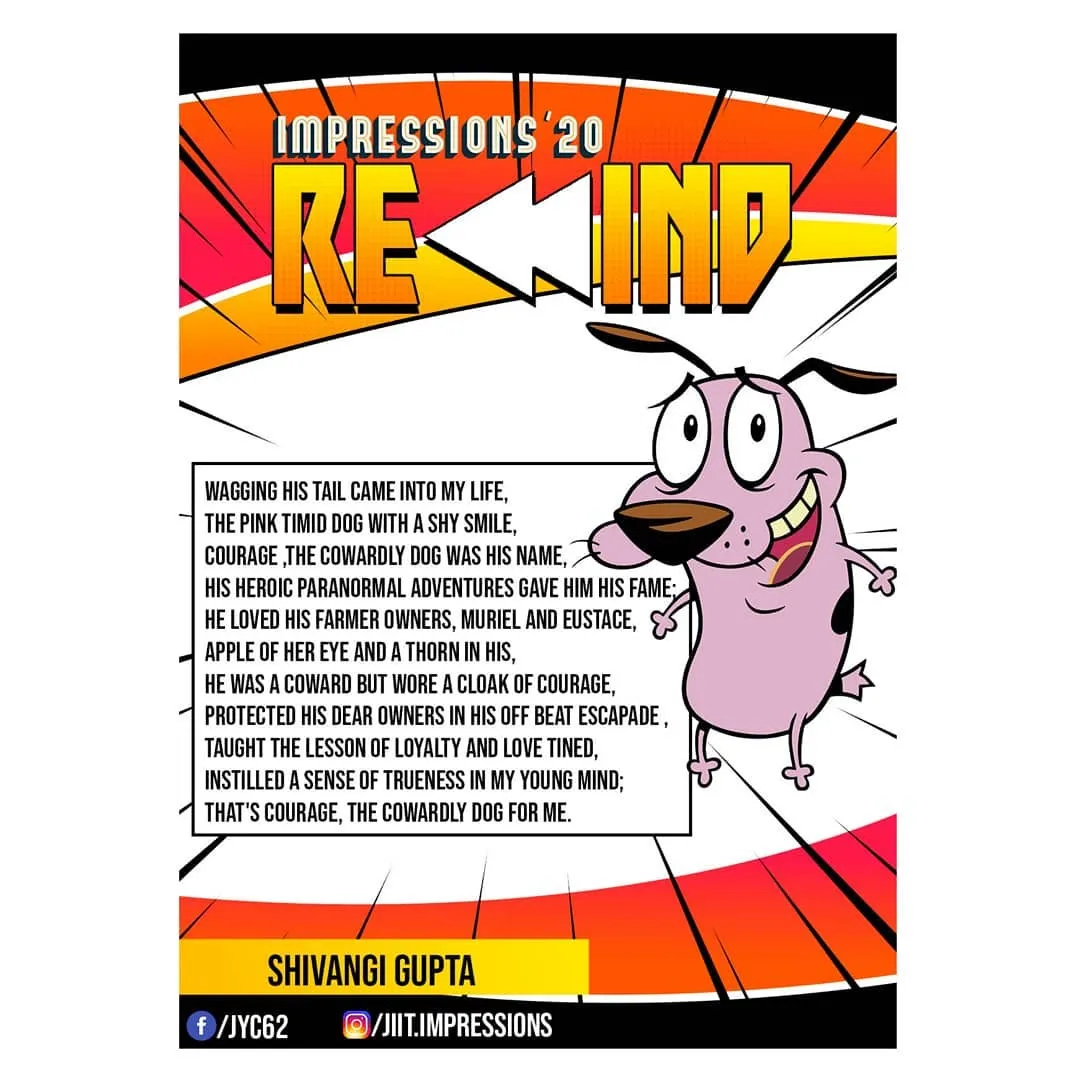 IMPRESSIONS '20
RE IND
WAGGING HIS TAIL CAME INTO MY LIFE,
THE PINK TIMID DOG WITH A SHY SMILE,
COURAGE ,THE COWARDLY DOG WAS HIS NAME,
HIS HEROIC PARANORMAL ADVENTURES GAVE HIM HIS FAME;
HE LOVED HIS FARMER OWNERS, MURIEL AND EUSTACE,
APPLE OF HER EYE AND A THORN IN HIS,
HE WAS A COWARD BUT WORE A CLOAK OF COURAGE,
PROTECTED HIS DEAR OWNERS IN HIS OFF BEAT ESCAPADE ,
TAUGHT THE LESSON OF LOYALTY AND LOVE TINED,
INSTILLED A SENSE OF TRUENESS IN MY YOUNG MIND;
THAT'S COURAGE, THE COWARDLY DOG FOR ME.
SHIVANGI GUPTA
/JYC62 /JIIT.IMPRESSIONS